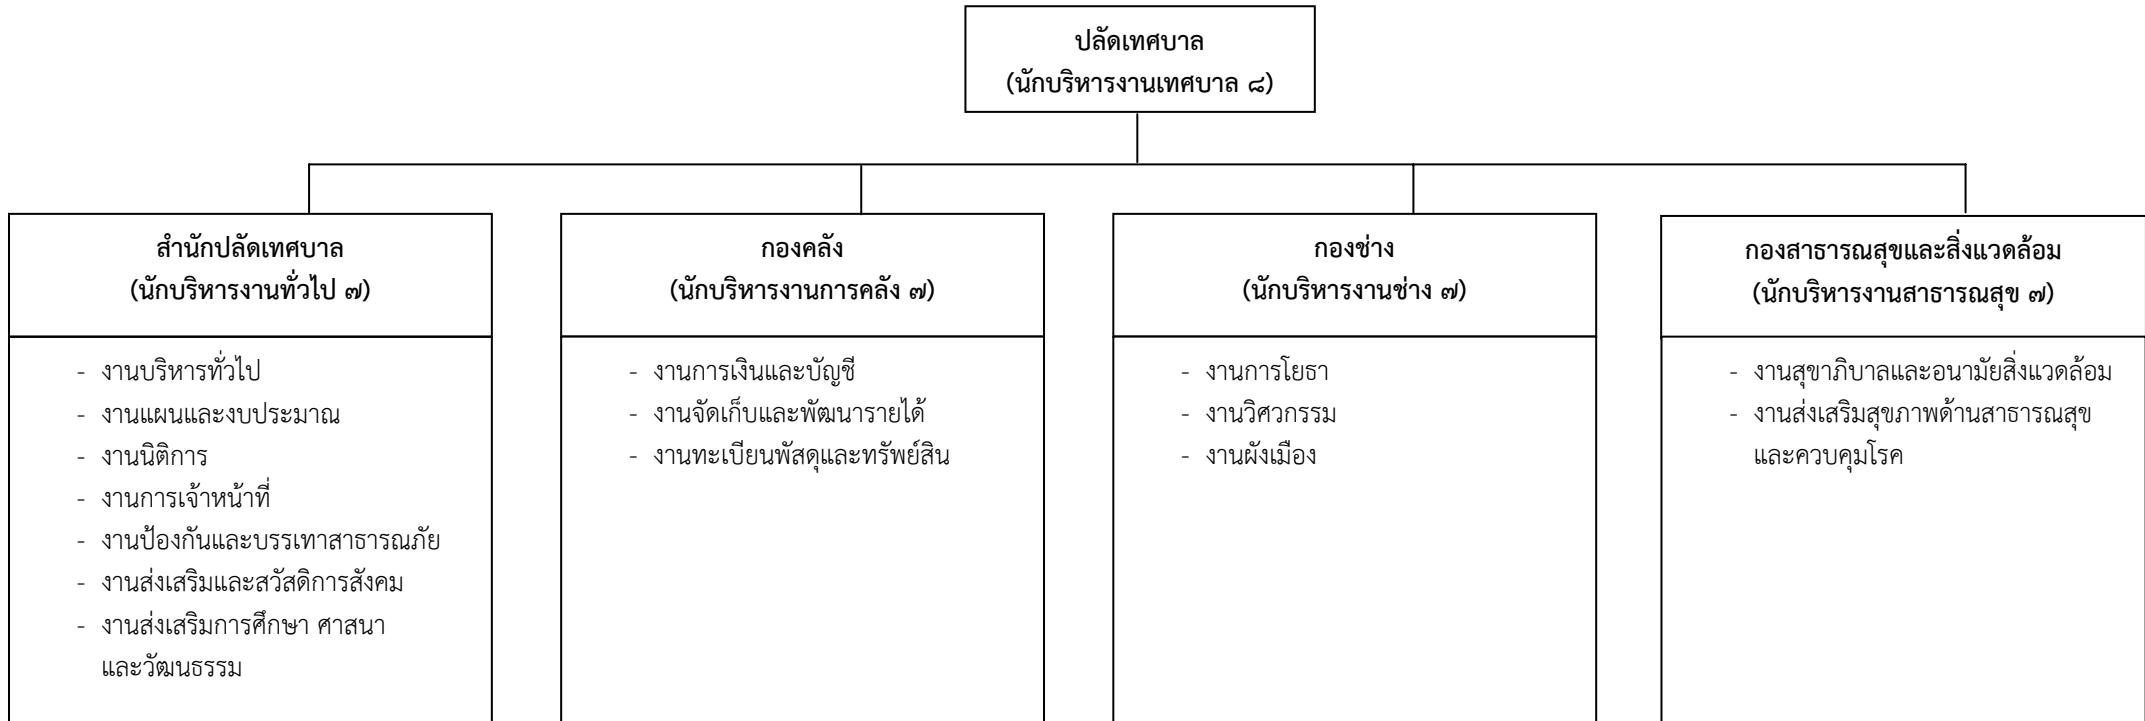 ปลัดเทศบาล
(นักบริหารงานเทศบาล ๘)
สำนักปลัดเทศบาล
(นักบริหารงานทั่วไป ๗)
- งานบริหารทั่วไป
- งานแผนและงบประมาณ
- งานนิติการ
- งานการเจ้าหน้าที่
- งานป้องกันและบรรเทาสาธารณภัย
- งานส่งเสริมและสวัสดิการสังคม
- งานส่งเสริมการศึกษา ศาสนา
และวัฒนธรรม
กองคลัง
(นักบริหารงานการคลัง ๗)
- งานการเงินและบัญชี
- งานจัดเก็บและพัฒนารายได้
- งานทะเบียนพัสดุและทรัพย์สิน
กองช่าง
(นักบริหารงานช่าง ๗)
- งานการโยธา
- งานวิศวกรรม
- งานผังเมือง
กองสาธารณสุขและสิ่งแวดล้อม
(นักบริหารงานสาธารณสุข ๗)
- งานสุขาภิบาลและอนามัยสิ่งแวดล้อม
- งานส่งเสริมสุขภาพด้านสาธารณสุข
และควบคุมโรค